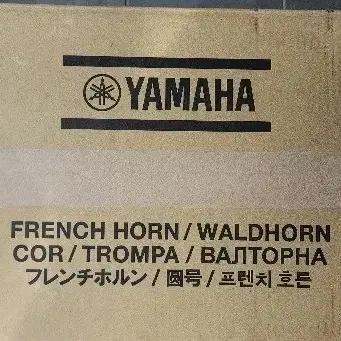 YAMAHA
FRENCH HORN / WALDHORN
COR / TROMPA / ВАЛТОРНА
フレンチホルン / 圆号 / 프렌치 호른